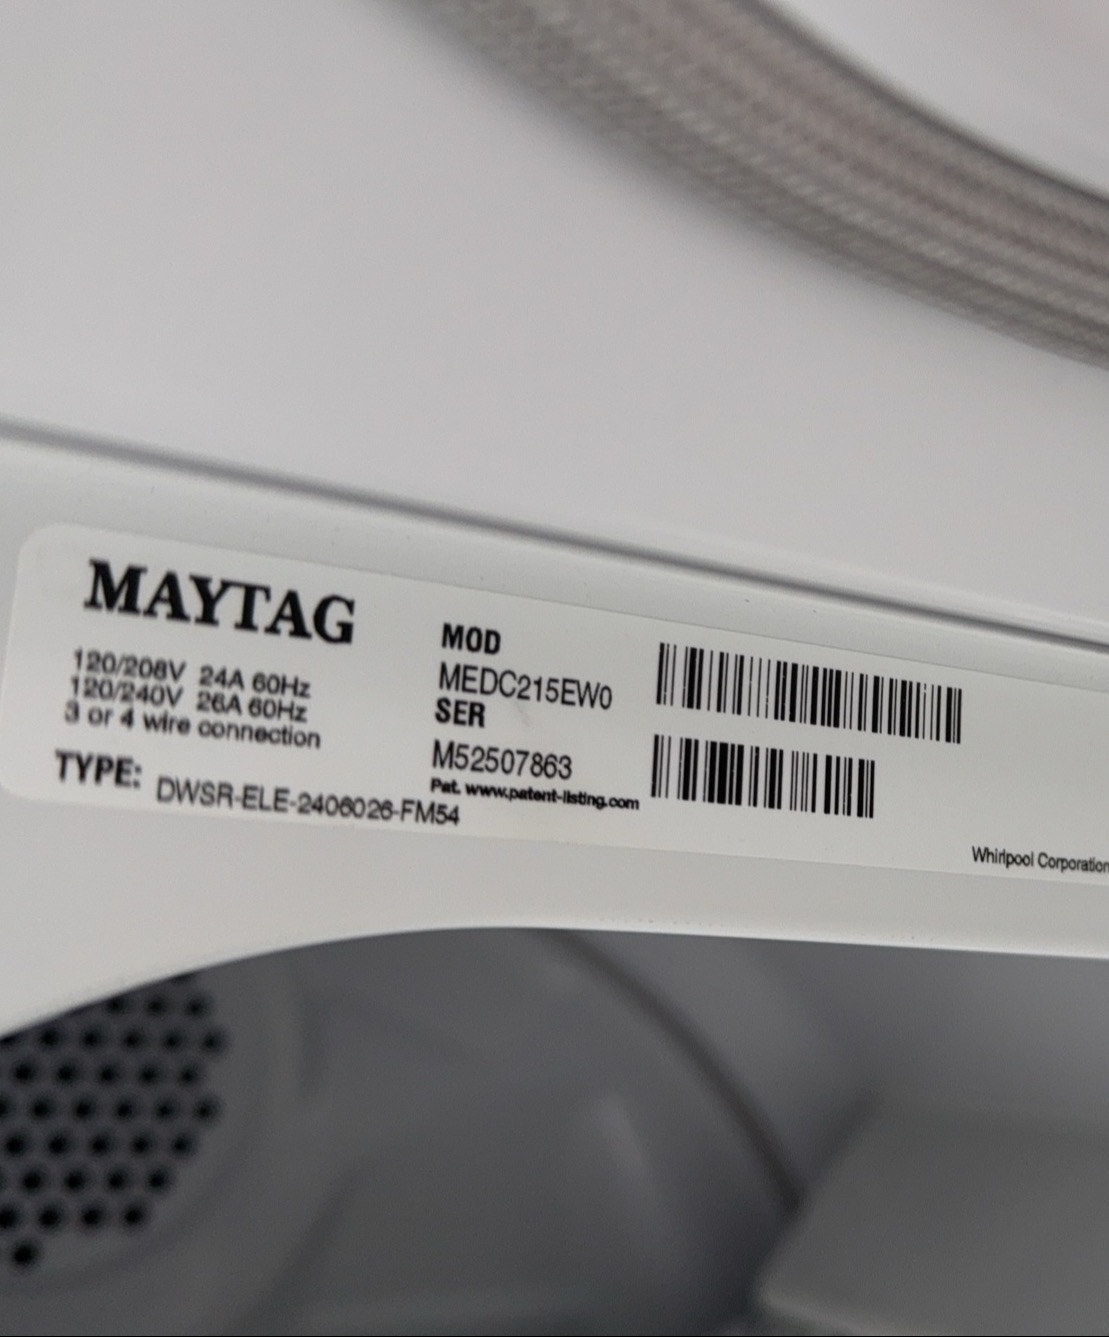 MAYTAG
120/208V 24A 60Hz
120/240V 26A 60Hz
3 or 4 wire connection
TYPE: DWSR-ELE-2406026-FM54
MOD
MEDC215EW0
SER
M52507863
Pat. www.patent-listing.com
Whirlpool Corporation